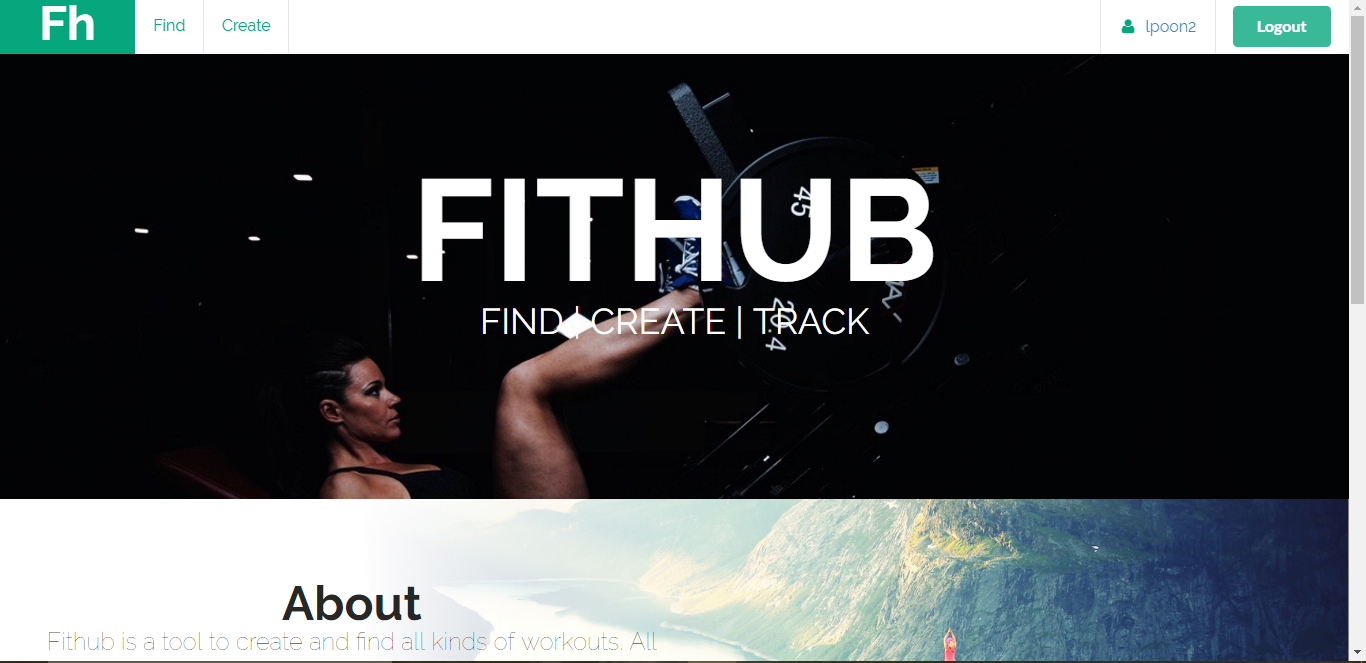 Fh Find Create lpoon2 Logout
45
FITHUB
FIND | CREATE | TRACK
About
Fithub is a tool to create and find all kinds of workouts. All